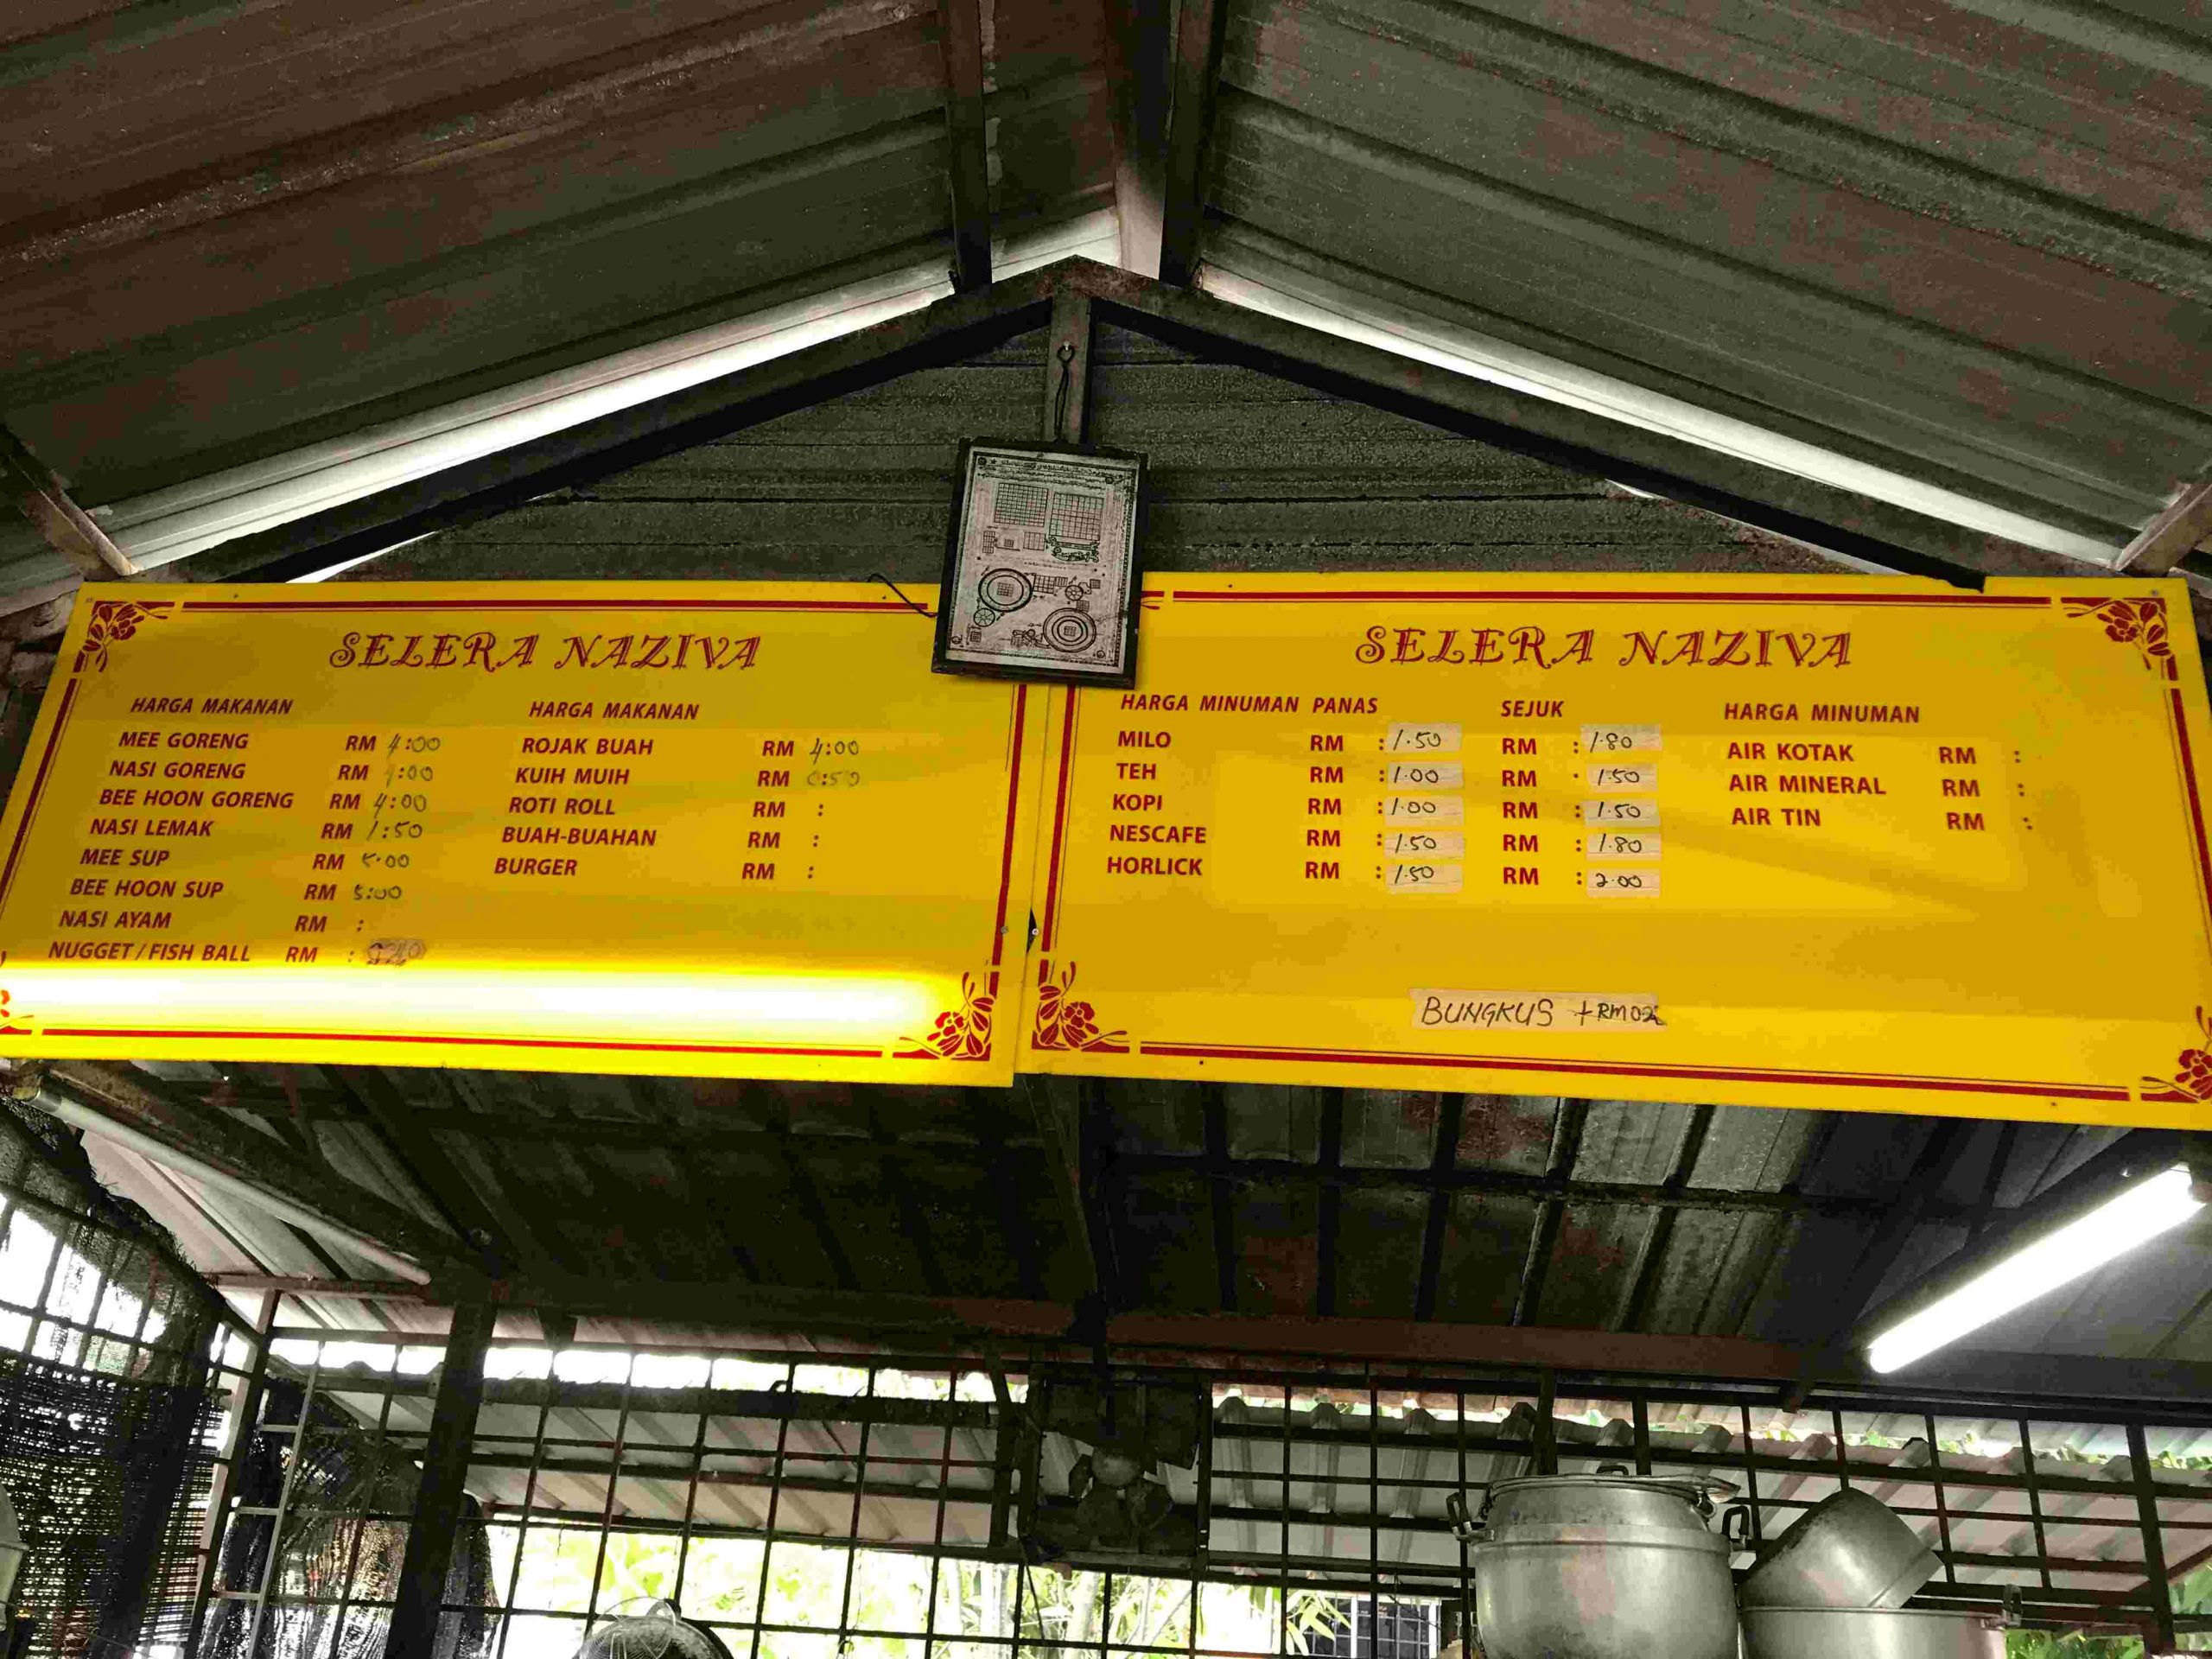 SELERA NAZIVA
HARGA MAKANAN
MEE GORENG RM 4:00
NASI GORENG RM 4:00
BEE HOON GORENG RM 4:00
NASI LEMAK RM 1:50
MEE SUP RM 5:00
BEE HOON SUP RM 5:00
NASI AYAM RM :
NUGGET / FISH BALL RM :
HARGA MAKANAN
ROJAK BUAH RM 4:00
KUIH MUIH RM 0:50
ROTI ROLL RM :
BUAH-BUAHAN RM :
BURGER RM :
SELERA NAZIVA
HARGA MINUMAN PANAS SEJUK
MILO RM : 1.50 RM : 1.80
TEH RM : 1.00 RM : 1.50
KOPI RM : 1.00 RM : 1.50
NESCAFE RM : 1.50 RM : 1.80
HORLICK RM : 1.50 RM : 2.00
HARGA MINUMAN
AIR KOTAK RM :
AIR MINERAL RM :
AIR TIN RM :
BUNGKUS